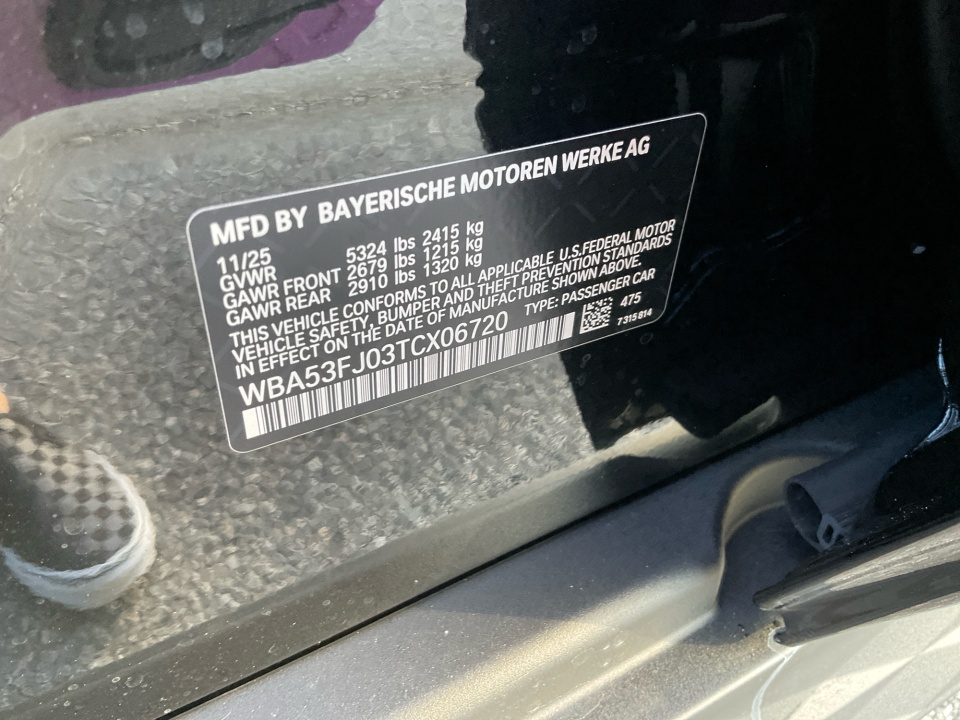 MFD BY BAYERISCHE MOTOREN WERKE AG
11/25
GVWR 5324 lbs 2415 kg
GAWR FRONT 2679 lbs 1215 kg
GAWR REAR 2910 lbs 1320 kg
THIS VEHICLE CONFORMS TO ALL APPLICABLE U.S.FEDERAL MOTOR
VEHICLE SAFETY, BUMPER AND THEFT PREVENTION STANDARDS
IN EFFECT ON THE DATE OF MANUFACTURE SHOWN ABOVE.
WBA53FJ03TCX06720 TYPE: PASSENGER CAR
475
7315814